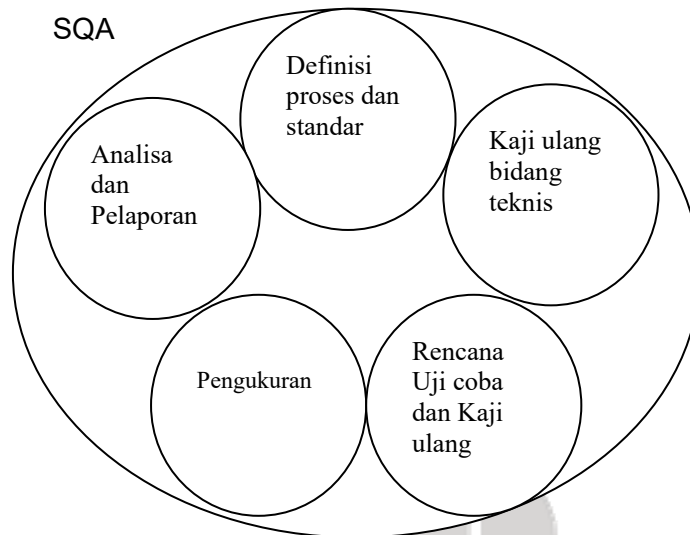 SQA
Definisi
proses dan
standar
Kaji ulang
bidang
teknis
Analisa
dan
Pelaporan
Rencana
Uji coba
dan Kaji
ulang
Pengukuran